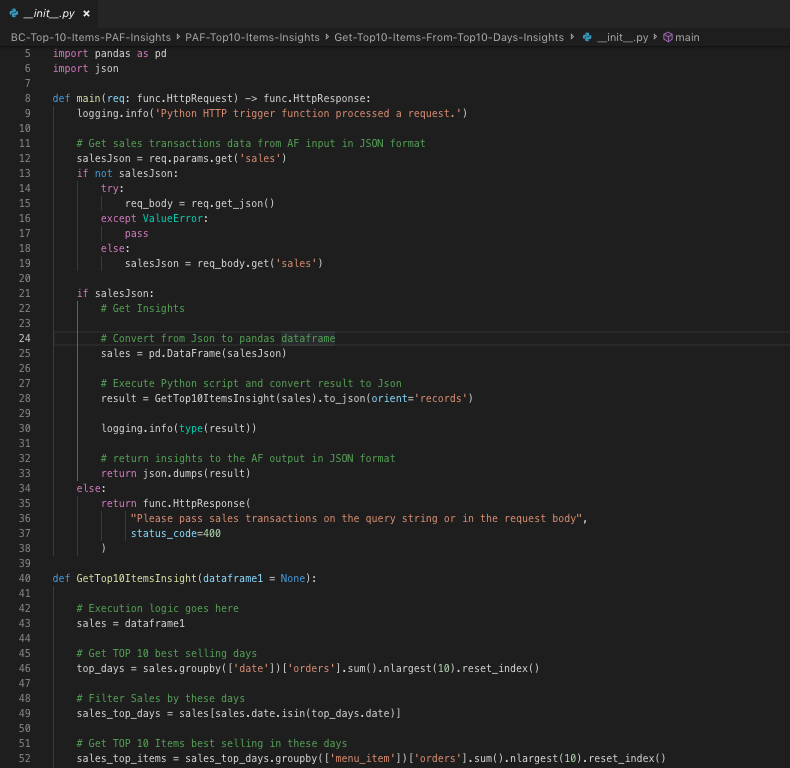 __init__.py ×
BC-Top-10-Items-PAF-Insights › PAF-Top10-Items-Insights › Get-Top10-Items-From-Top10-Days-Insights › __init__.py › main
5 import pandas as pd
6 import json
7
8 def main(req: func.HttpRequest) -> func.HttpResponse:
9     logging.info('Python HTTP trigger function processed a request.')
10
11     # Get sales transactions data from AF input in JSON format
12     salesJson = req.params.get('sales')
13     if not salesJson:
14         try:
15             req_body = req.get_json()
16         except ValueError:
17             pass
18         else:
19             salesJson = req_body.get('sales')
20
21     if salesJson:
22         # Get Insights
23
24         # Convert from Json to pandas dataframe
25         sales = pd.DataFrame(salesJson)
26
27         # Execute Python script and convert result to Json
28         result = GetTop10ItemsInsight(sales).to_json(orient='records')
29
30         logging.info(type(result))
31
32         # return insights to the AF output in JSON format
33         return json.dumps(result)
34     else:
35         return func.HttpResponse(
36              "Please pass sales transactions on the query string or in the request body",
37              status_code=400
38         )
39
40 def GetTop10ItemsInsight(dataframe1 = None):
41
42     # Execution logic goes here
43     sales = dataframe1
44
45     # Get TOP 10 best selling days
46     top_days = sales.groupby(['date'])['orders'].sum().nlargest(10).reset_index()
47
48     # Filter Sales by these days
49     sales_top_days = sales[sales.date.isin(top_days.date)]
50
51     # Get TOP 10 Items best selling in these days
52     sales_top_items = sales_top_days.groupby(['menu_item'])['orders'].sum().nlargest(10).reset_index()